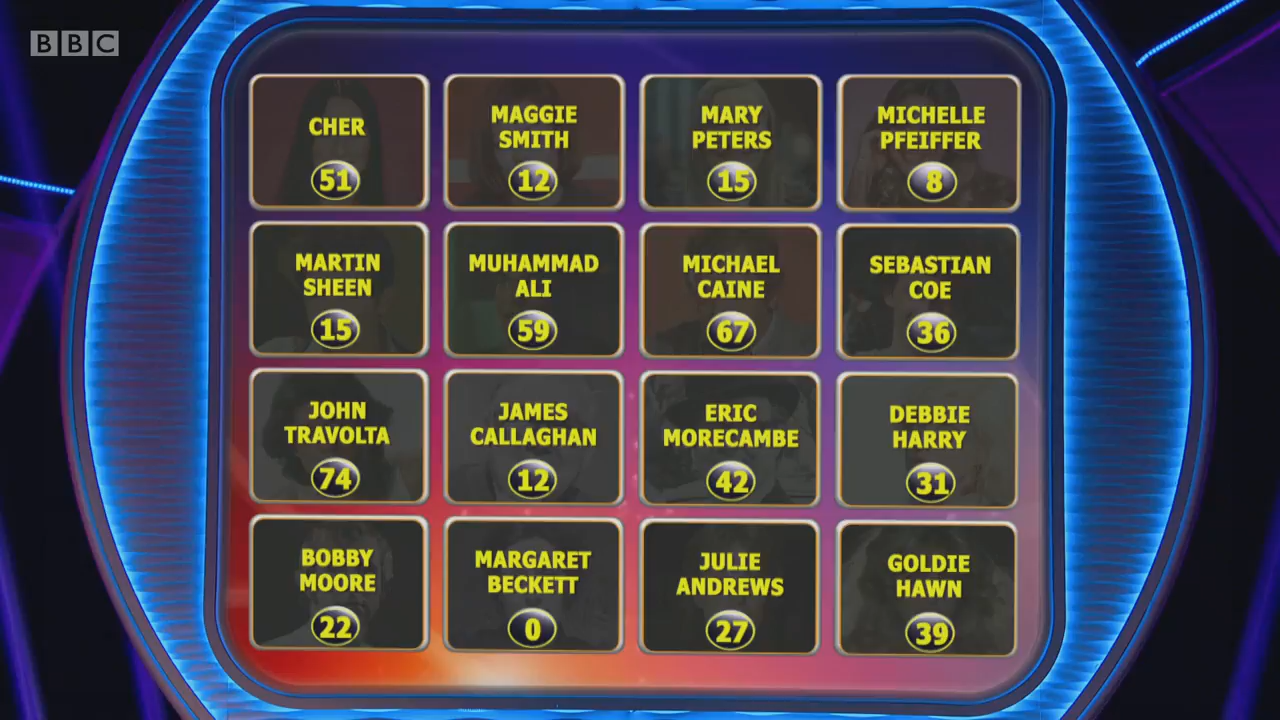 BBC
CHER
51
MAGGIE
SMITH
12
MARY
PETERS
15
MICHELLE
PFEIFFER
8
MARTIN
SHEEN
15
MUHAMMAD
ALI
59
MICHAEL
CAINE
67
SEBASTIAN
COE
36
JOHN
TRAVOLTA
74
JAMES
CALLAGHAN
12
ERIC
MORECAMBE
42
DEBBIE
HARRY
31
BOBBY
MOORE
22
MARGARET
BECKETT
0
JULIE
ANDREWS
27
GOLDIE
HAWN
39